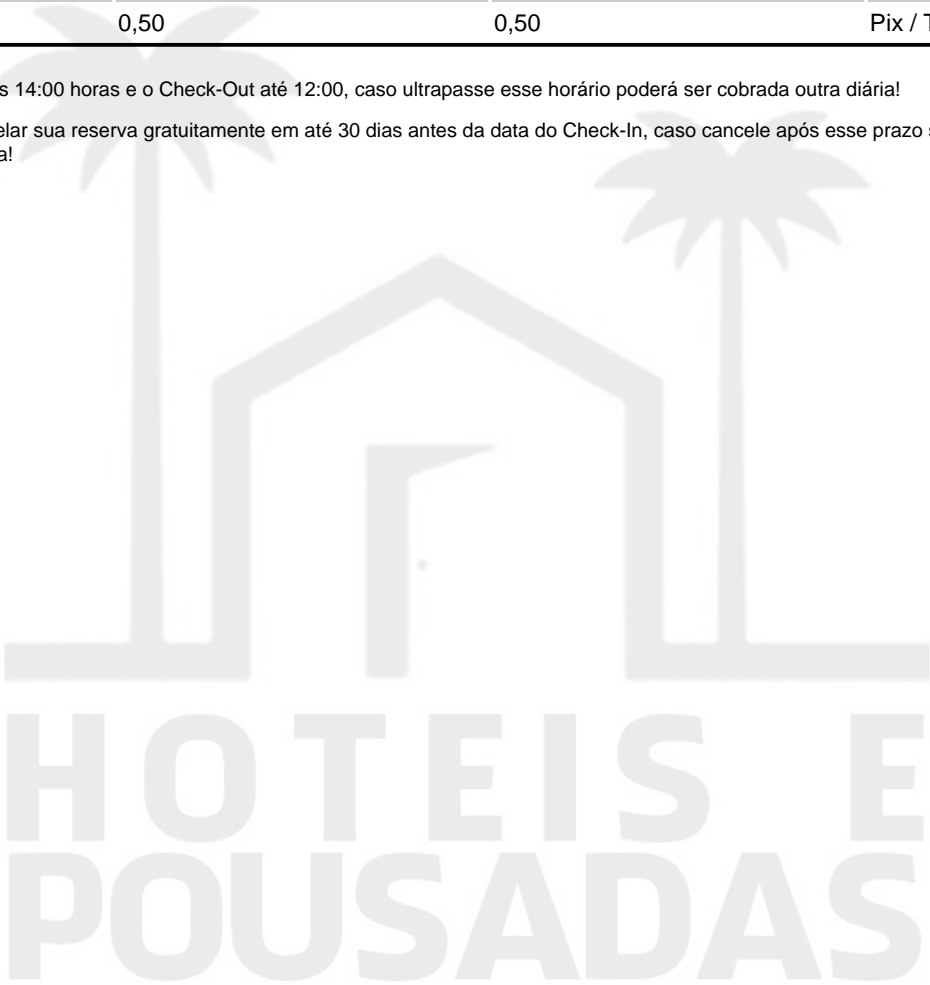 0,50 0,50 Pix / T
s 14:00 horas e o Check-Out até 12:00, caso ultrapasse esse horário poderá ser cobrada outra diária!
elar sua reserva gratuitamente em até 30 dias antes da data do Check-In, caso cancele após esse prazo s
a!
HOTEIS E
POUSADAS